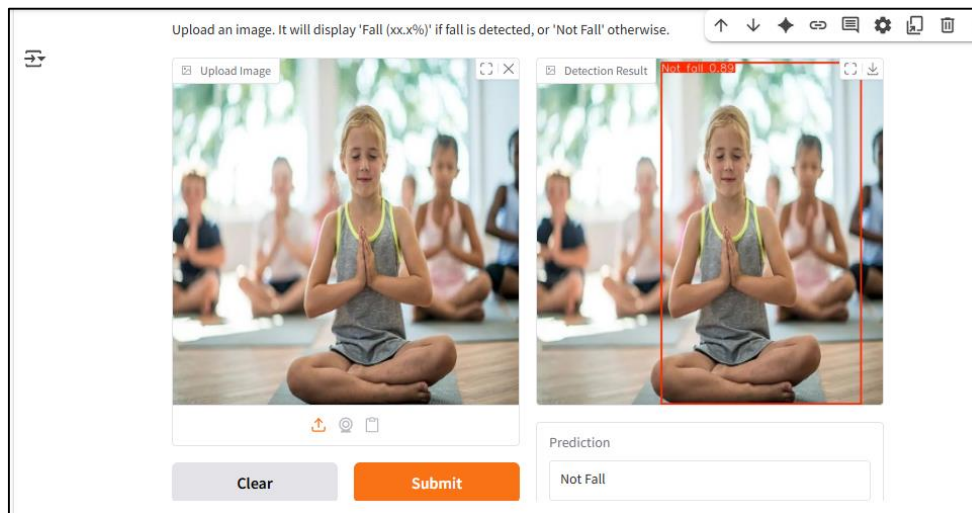 Upload an image. It will display 'Fall (xx.x%)' if fall is detected, or 'Not Fall' otherwise.
Upload Image
Detection Result
Not fall 0.89
Prediction
Not Fall
Clear
Submit